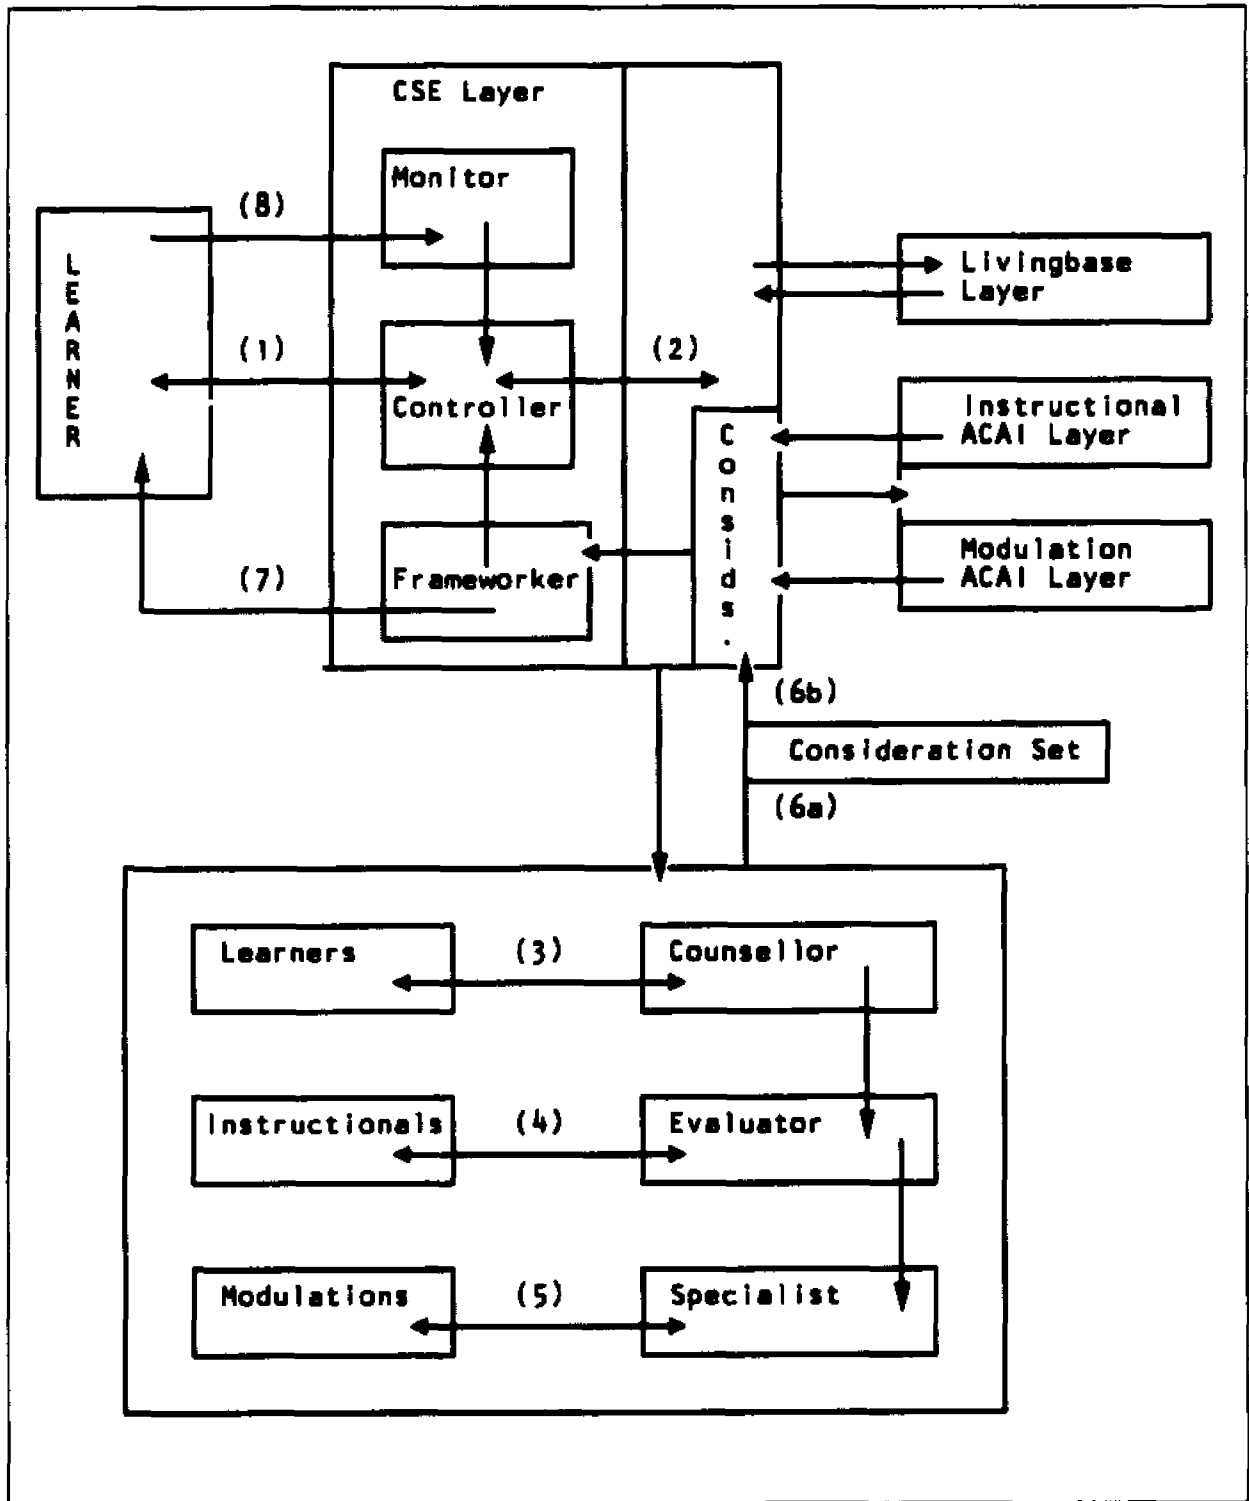 CSE Layer
Monitor
(8)
LEARNER
Livingbase
Layer
(1)
(2)
Controller
Instructional
ACAI Layer
Consids.
Modulation
ACAI Layer
(7)
Frameworker
(6b)
Consideration Set
(6a)
Learners
(3)
Counsellor
Instructionals
(4)
Evaluator
Modulations
(5)
Specialist